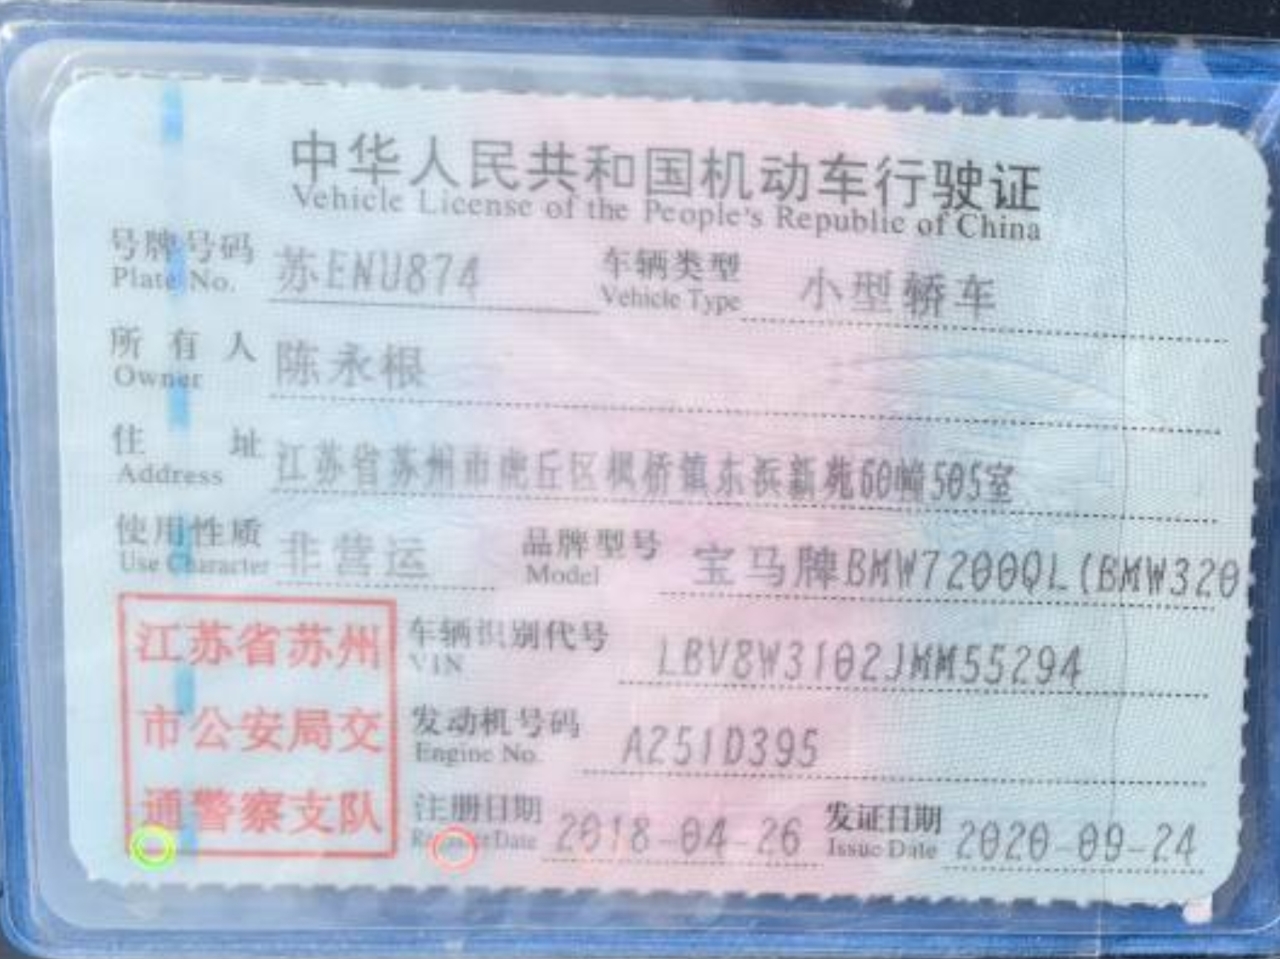 中华人民共和国机动车行驶证
Vehicle License of the People's Republic of China
号牌号码 苏ENU874 车辆类型 小型轿车
Plate No. Vehicle Type
所有人 陈永根
Owner
住址 江苏省苏州市虎丘区枫桥镇东浜新苑60幢505室
Address
使用性质 非营运 品牌型号 宝马牌BMW7200QL(BMW320
Use Character Model
江苏省苏州 车辆识别代号 LBV8W3102JMM55294
VIN
市公安局交 发动机号码 A251D395
Engine No.
通警察支队 注册日期 2018-04-26 发证日期 2020-09-24
Register Date Issue Date